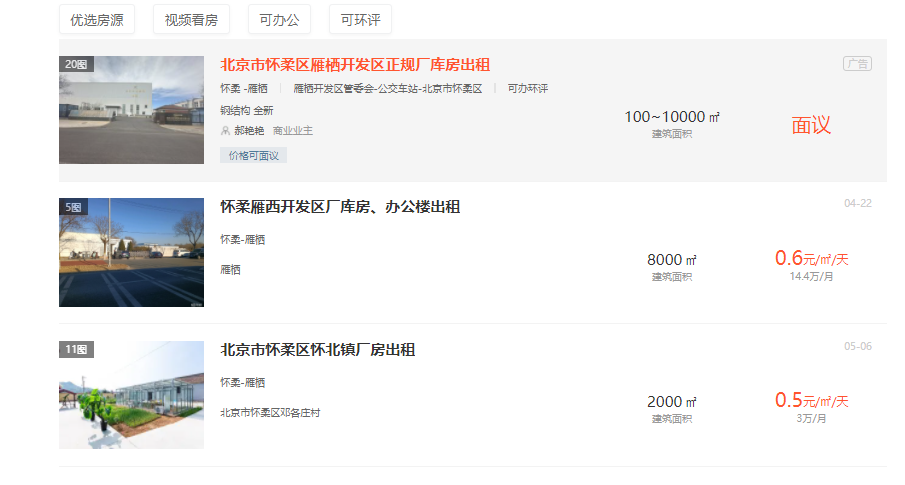 优选房源 视频看房 可办公 可环评
20图
北京市怀柔区雁栖开发区正规厂库房出租
广告
怀柔 -雁栖 雁栖开发区管委会-公交车站-北京市怀柔区 可办环评
钢结构 全新
100~10000 ㎡
面议
郝艳艳 商业业主
建筑面积
价格可面议
5图
怀柔雁西开发区厂库房、办公楼出租
04-22
怀柔-雁栖
8000 ㎡
0.6元/㎡/天
雁栖
建筑面积
14.4万/月
11图
北京市怀柔区怀北镇厂房出租
05-06
怀柔-雁栖
2000 ㎡
0.5元/㎡/天
北京市怀柔区邓各庄村
建筑面积
3万/月